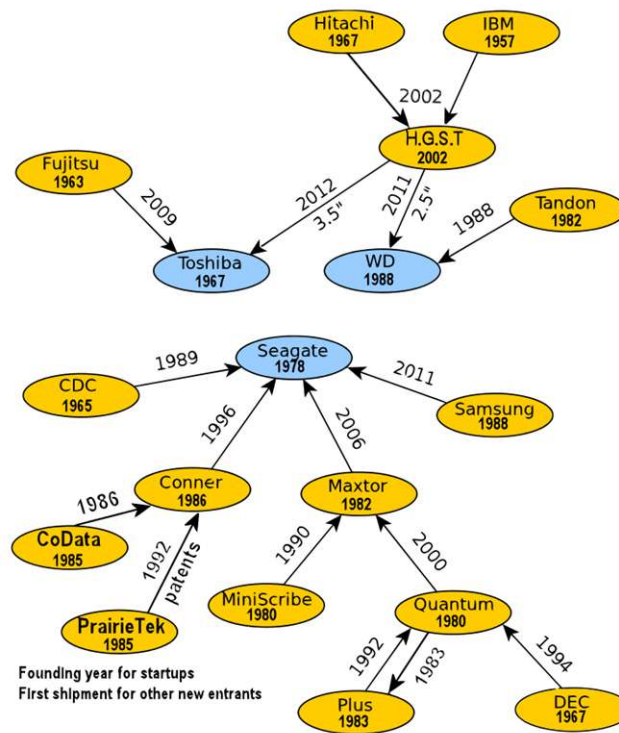 Hitachi
1967
IBM
1957
2002
H.G.S.T
2002
Fujitsu
1963
2009
2012
3.5"
2011
2.5"
1988
Tandon
1982
Toshiba
1967
WD
1988
Seagate
1978
1989
CDC
1965
2011
Samsung
1988
1996
2006
Conner
1986
Maxtor
1982
1986
CoData
1985
1992
patents
1990
2000
PrairieTek
1985
MiniScribe
1980
Quantum
1980
1992
1983
1994
Founding year for startups
First shipment for other new entrants
Plus
1983
DEC
1967